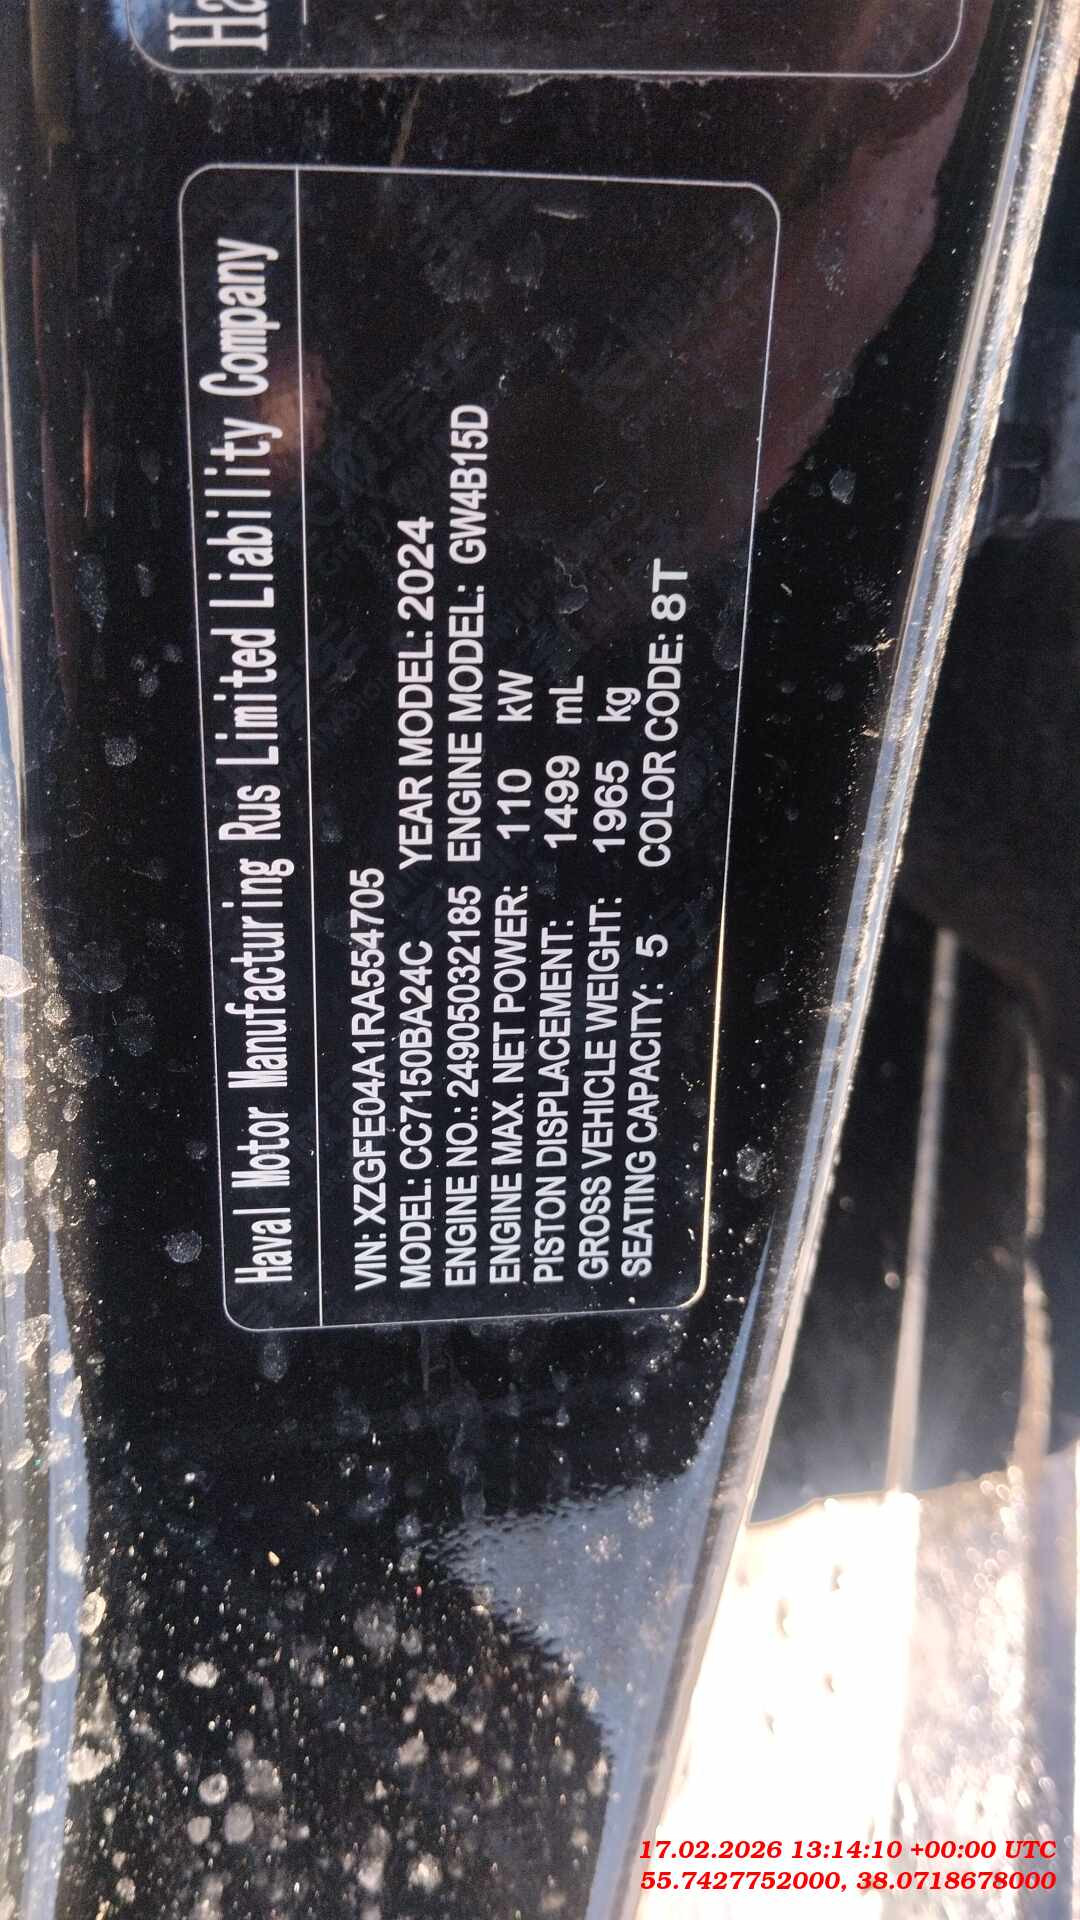 Ha
Haval Motor Manufacturing Rus Limited Liability Company
VIN: XZGFE04A1RA554705
MODEL: CC7150BA24C YEAR MODEL: 2024
ENGINE NO.: 24905032185 ENGINE MODEL: GW4B15D
ENGINE MAX. NET POWER: 110 kW
PISTON DISPLACEMENT: 1499 mL
GROSS VEHICLE WEIGHT: 1965 kg
SEATING CAPACITY: 5 COLOR CODE: 8T
17.02.2026 13:14:10 +00:00 UTC
55.7427752000, 38.0718678000